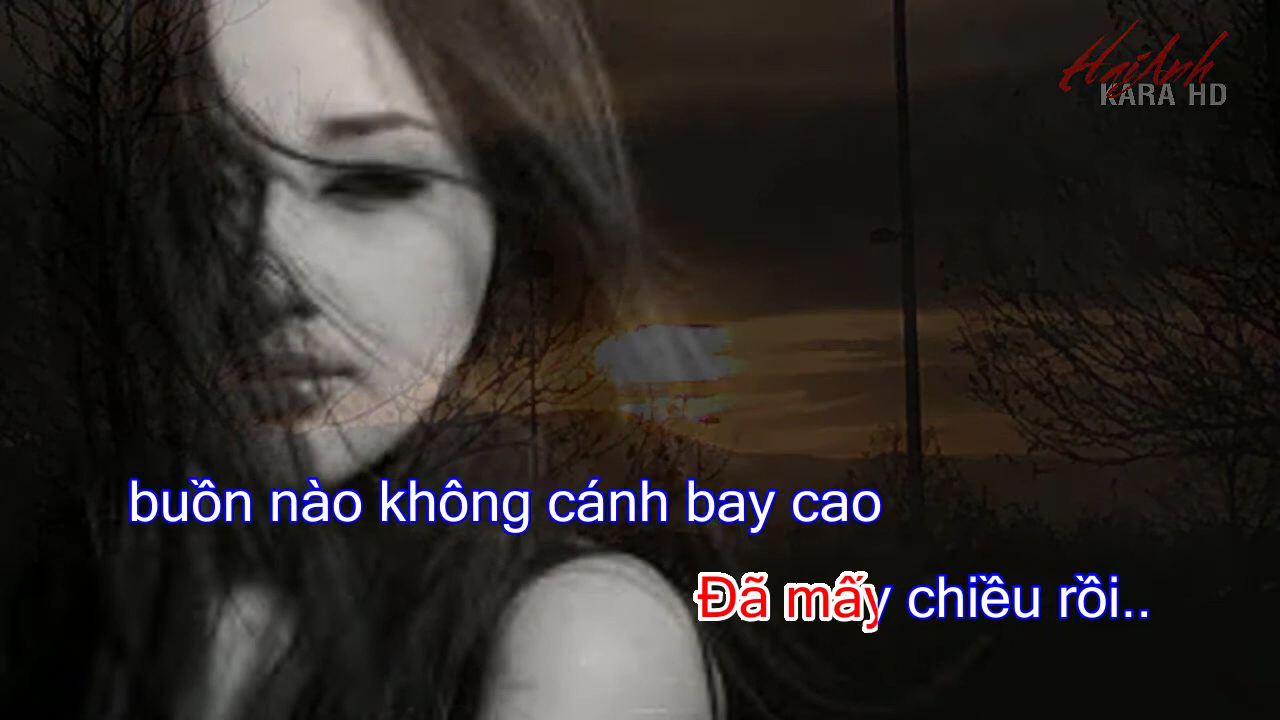 HaiAnh
KARA HD
buồn nào không cánh bay cao
Đã mấy chiều rồi..